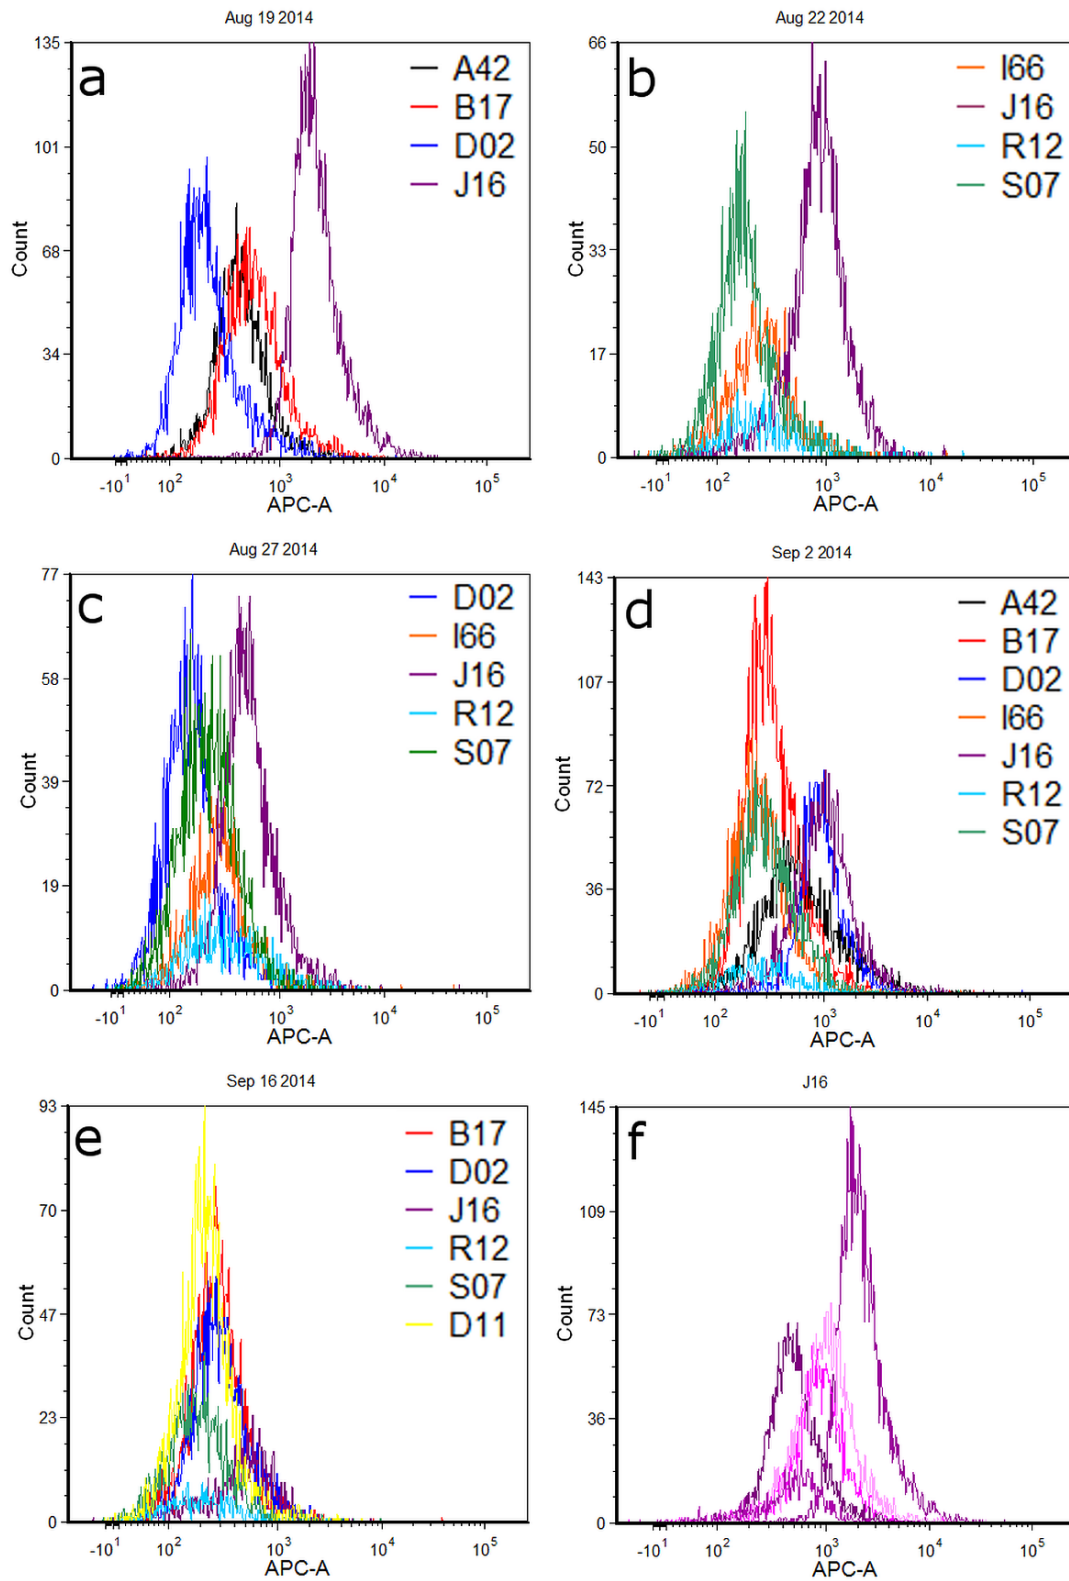 Aug 19 2014
a
A42
B17
D02
J16
135
101
68
34
0
Count
-10¹ 10² 10³ 10⁴ 10⁵
APC-A
Aug 22 2014
b
I66
J16
R12
S07
66
50
33
17
0
Count
-10¹ 10² 10³ 10⁴ 10⁵
APC-A
Aug 27 2014
c
D02
I66
J16
R12
S07
77
58
39
19
0
Count
-10¹ 10² 10³ 10⁴ 10⁵
APC-A
Sep 2 2014
d
A42
B17
D02
I66
J16
R12
S07
143
107
72
36
0
Count
-10¹ 10² 10³ 10⁴ 10⁵
APC-A
Sep 16 2014
e
B17
D02
J16
R12
S07
D11
93
70
47
23
0
Count
-10¹ 10² 10³ 10⁴ 10⁵
APC-A
J16
f
145
109
73
36
0
Count
-10¹ 10² 10³ 10⁴ 10⁵
APC-A